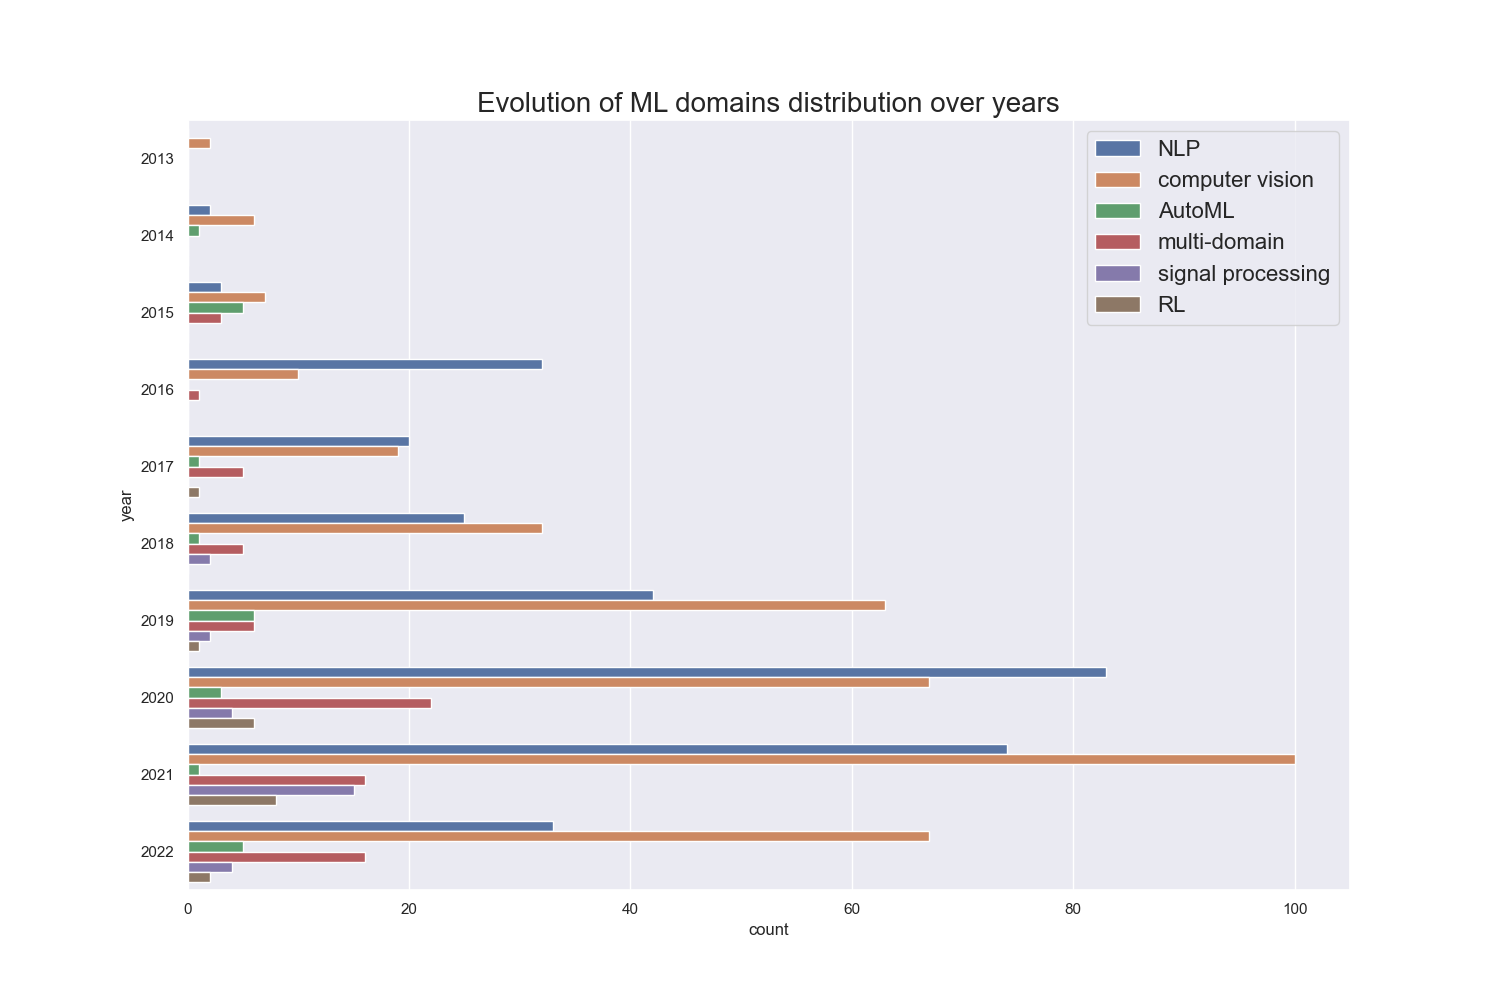 Evolution of ML domains distribution over years
NLP
computer vision
AutoML
multi-domain
signal processing
RL
2013
2014
2015
2016
2017
2018
2019
2020
2021
2022
year
0 20 40 60 80 100
count